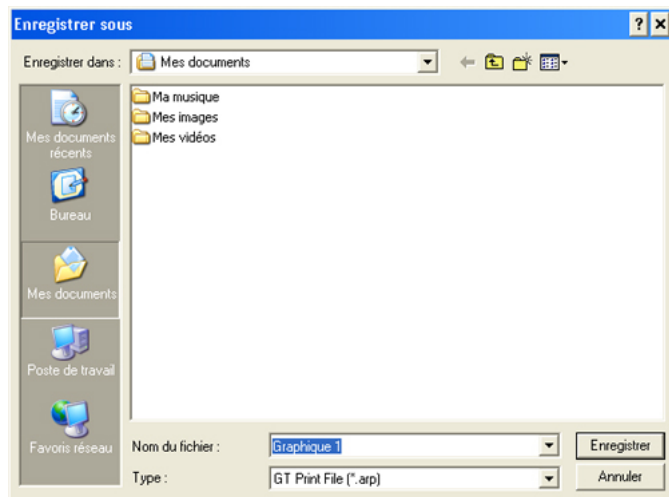 Enregistrer sous
Enregistrer dans :
Mes documents
Ma musique
Mes images
Mes vidéos
Mes documents
récents
Bureau
Mes documents
Poste de travail
Favoris réseau
Nom du fichier :
Graphique 1
Enregistrer
Type :
GT Print File (*.arp)
Annuler